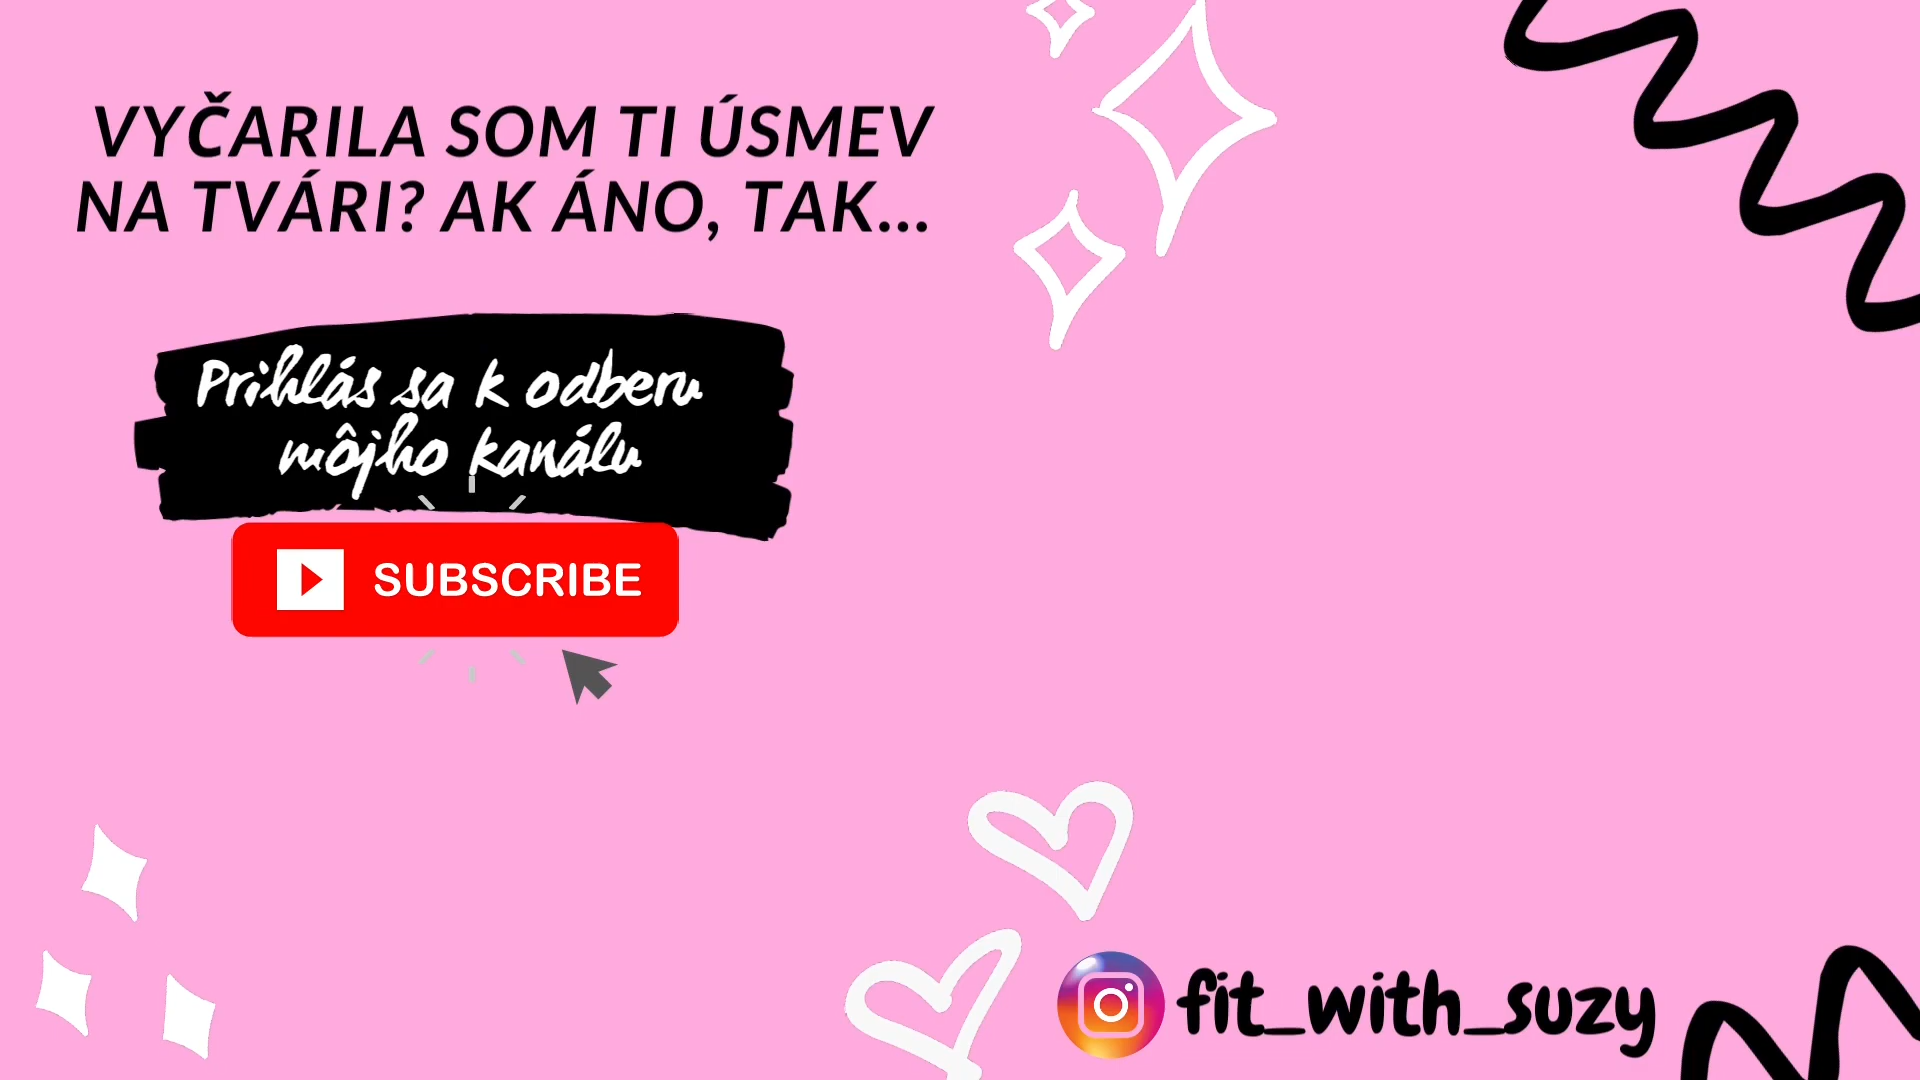 VYČARILA SOM TI ÚSMEV
NA TVÁRI? AK ÁNO, TAK...
Prihlás sa k odberu
môjho kanálu
SUBSCRIBE
fit_with_suzy